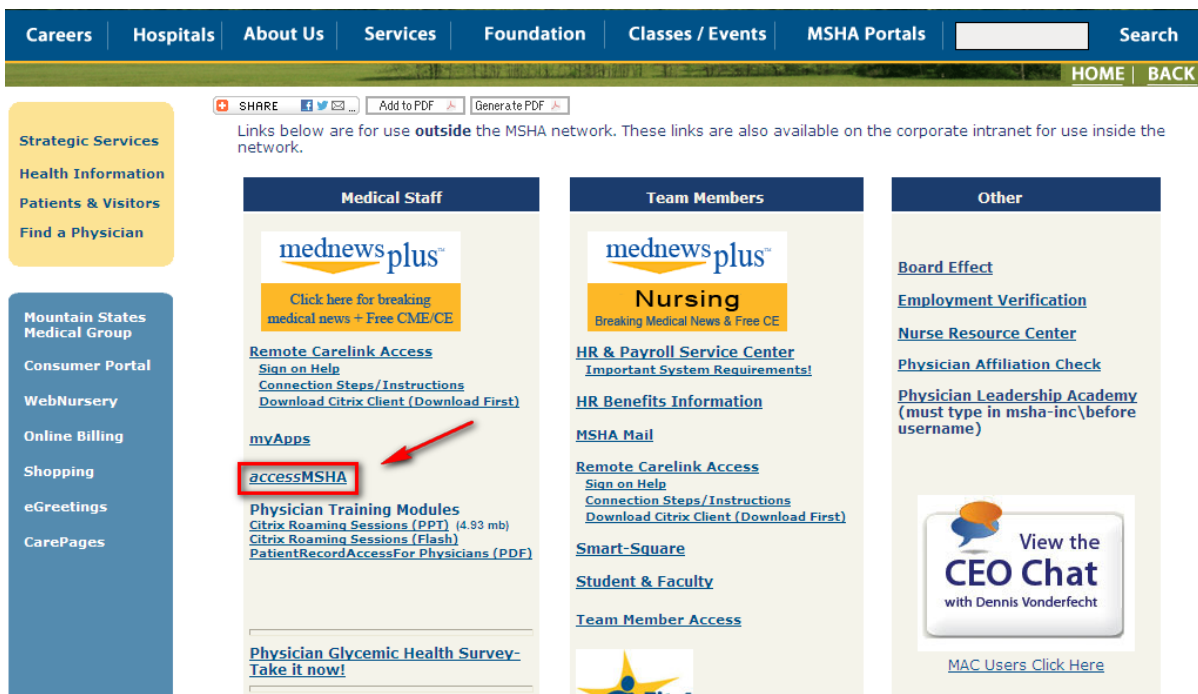 Careers Hospitals About Us Services Foundation Classes / Events MSHA Portals Search
HOME | BACK
SHARE ... Add to PDF Generate PDF
Links below are for use outside the MSHA network. These links are also available on the corporate intranet for use inside the
network.
Strategic Services
Health Information
Patients & Visitors
Find a Physician
Mountain States
Medical Group
Consumer Portal
WebNursery
Online Billing
Shopping
eGreetings
CarePages
Medical Staff
mednews plus™
Click here for breaking
medical news + Free CME/CE
Remote Carelink Access
Sign on Help
Connection Steps/Instructions
Download Citrix Client (Download First)
myApps
accessMSHA
Physician Training Modules
Citrix Roaming Sessions (PPT) (4.93 mb)
Citrix Roaming Sessions (Flash)
PatientRecordAccessFor Physicians (PDF)
Physician Glycemic Health Survey-
Take it now!
Team Members
mednews plus™
Nursing
Breaking Medical News & Free CE
HR & Payroll Service Center
Important System Requirements!
HR Benefits Information
MSHA Mail
Remote Carelink Access
Sign on Help
Connection Steps/Instructions
Download Citrix Client (Download First)
Smart-Square
Student & Faculty
Team Member Access
Other
Board Effect
Employment Verification
Nurse Resource Center
Physician Affiliation Check
Physician Leadership Academy
(must type in msha-inc\before
username)
View the
CEO Chat
with Dennis Vonderfecht
MAC Users Click Here